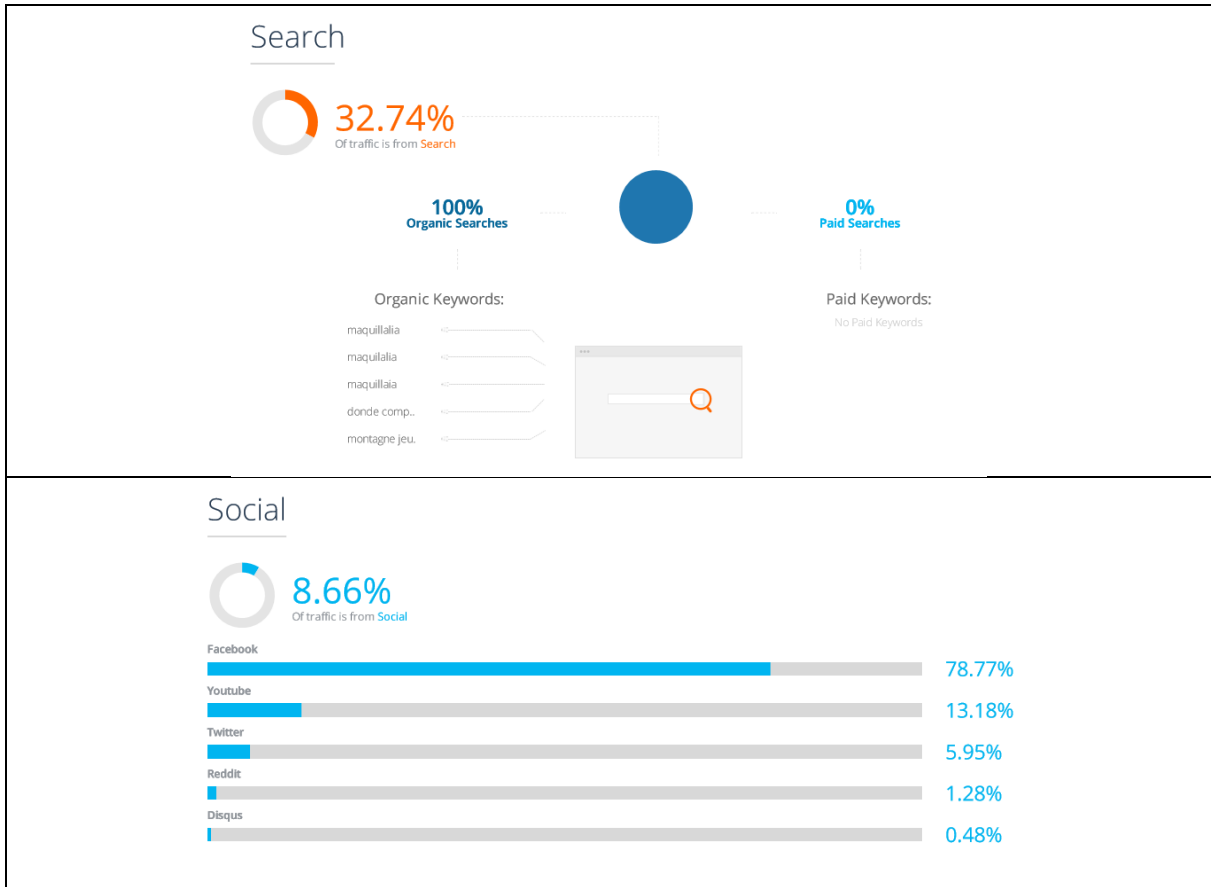 Search
32.74%
Of traffic is from Search
100%
Organic Searches
0%
Paid Searches
Organic Keywords:
maquillalia
maquilalia
maquillaia
donde comp..
montagne jeu.
Paid Keywords:
No Paid Keywords
Social
8.66%
Of traffic is from Social
Facebook
78.77%
Youtube
13.18%
Twitter
5.95%
Reddit
1.28%
Disqus
0.48%